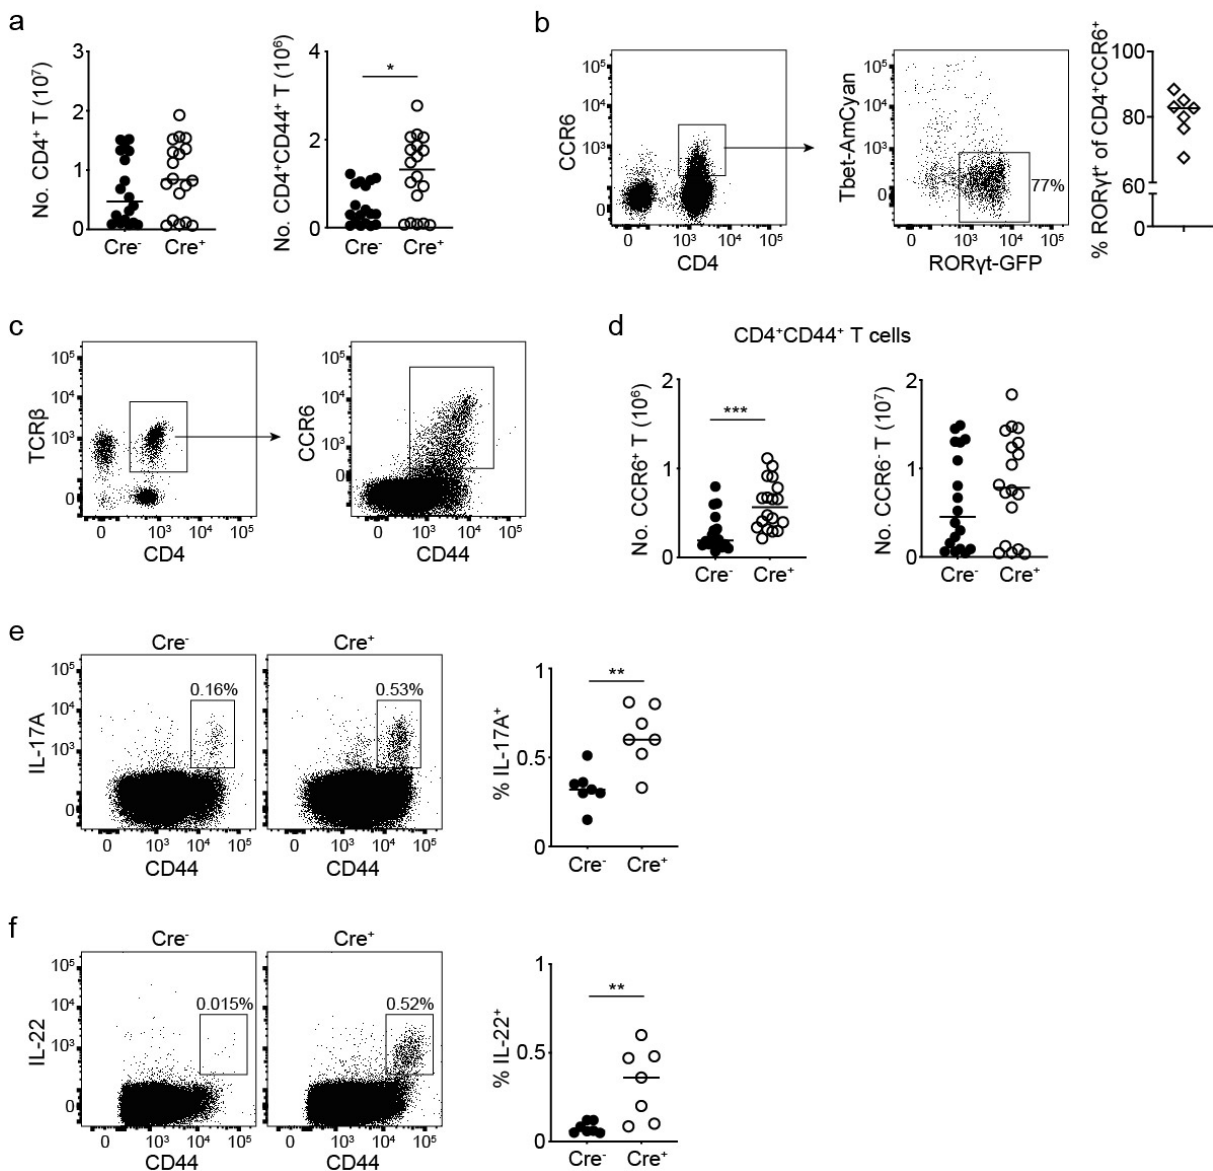 a
No. CD4⁺ T (10⁷)
3
2
1
0
Cre⁻
Cre⁺
No. CD4⁺CD44⁺ T (10⁶)
4
2
0
*
Cre⁻
Cre⁺
b
CCR6
10⁵
10⁴
10³
0
0
10³
10⁴
10⁵
CD4
Tbet-AmCyan
10⁵
10⁴
10³
0
77%
0
10³
10⁴
10⁵
RORγt-GFP
% RORγt⁺ of CD4⁺CCR6⁺
100
80
60
0
c
TCRβ
10⁵
10⁴
10³
0
0
10³
10⁴
10⁵
CD4
CCR6
10⁵
10⁴
10³
0
0
10³
10⁴
10⁵
CD44
d
CD4⁺CD44⁺ T cells
No. CCR6⁺ T (10⁶)
2
1
0
***
Cre⁻
Cre⁺
No. CCR6⁻ T (10⁷)
2
1
0
Cre⁻
Cre⁺
e
Cre⁻
Cre⁺
IL-17A
10⁵
10⁴
10³
0
0.16%
0.53%
0
10³
10⁴
10⁵
CD44
0
10³
10⁴
10⁵
CD44
% IL-17A⁺
1
0.5
0
**
Cre⁻
Cre⁺
f
Cre⁻
Cre⁺
IL-22
10⁵
10⁴
10³
0
0.015%
0.52%
0
10³
10⁴
10⁵
CD44
0
10³
10⁴
10⁵
CD44
% IL-22⁺
1
0.5
0
**
Cre⁻
Cre⁺